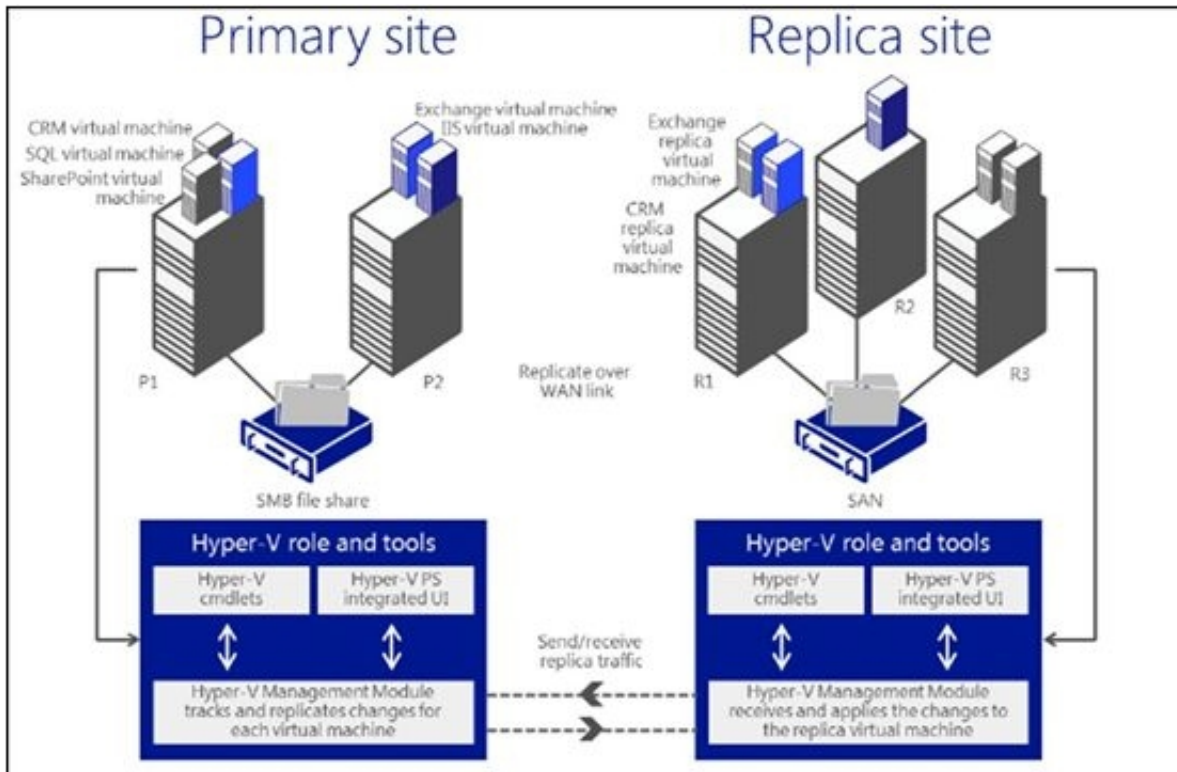 Primary site
Replica site
CRM virtual machine
SQL virtual machine
SharePoint virtual
machine
Exchange virtual machine
IIS virtual machine
Exchange
replica
virtual
machine
CRM
replica
virtual
machine
P1
P2
Replicate over
WAN link
R1
R2
R3
SMB file share
SAN
Hyper-V role and tools
Hyper-V
cmdlets
Hyper-V PS
integrated UI
Hyper-V Management Module
tracks and replicates changes for
each virtual machine
Send/receive
replica traffic
Hyper-V role and tools
Hyper-V
cmdlets
Hyper-V PS
integrated UI
Hyper-V Management Module
receives and applies the changes to
the replica virtual machine